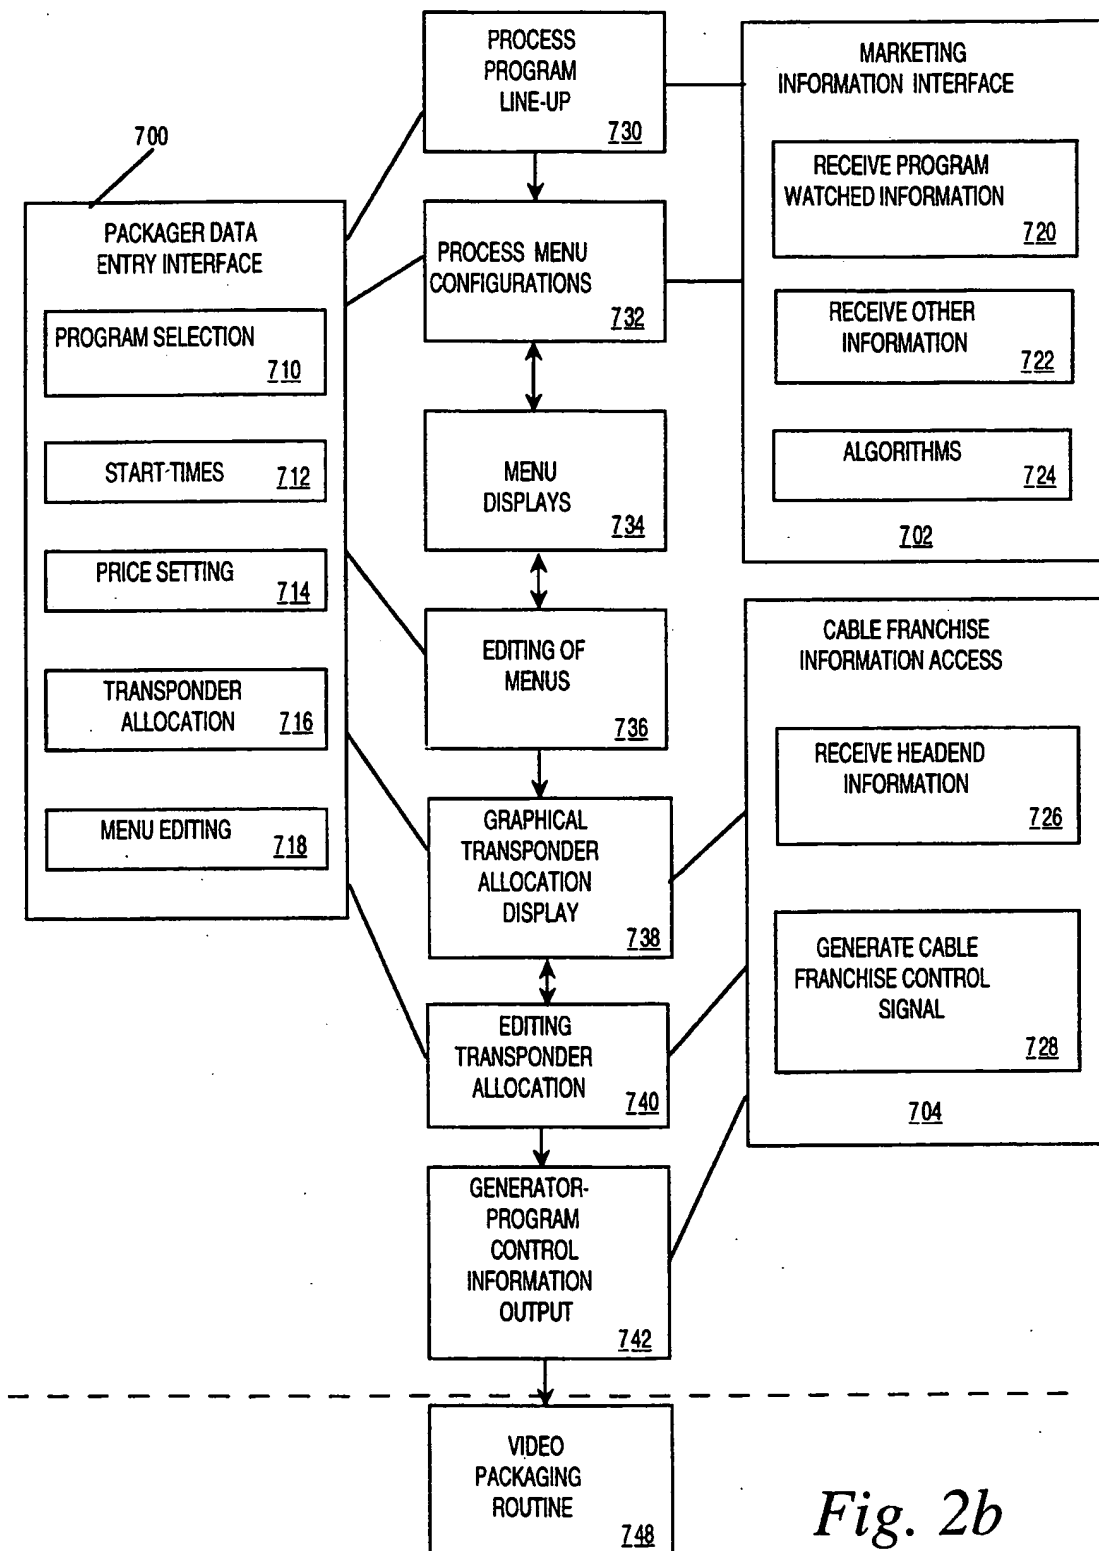 PROCESS
PROGRAM
LINE-UP
730
MARKETING
INFORMATION INTERFACE
RECEIVE PROGRAM
WATCHED INFORMATION
720
RECEIVE OTHER
INFORMATION
722
ALGORITHMS
724
702
700
PACKAGER DATA
ENTRY INTERFACE
PROGRAM SELECTION
710
START-TIMES
712
PRICE SETTING
714
TRANSPONDER
ALLOCATION
716
MENU EDITING
718
PROCESS MENU
CONFIGURATIONS
732
MENU
DISPLAYS
734
EDITING OF
MENUS
736
GRAPHICAL
TRANSPONDER
ALLOCATION
DISPLAY
738
EDITING
TRANSPONDER
ALLOCATION
740
CABLE FRANCHISE
INFORMATION ACCESS
RECEIVE HEADEND
INFORMATION
726
GENERATE CABLE
FRANCHISE CONTROL
SIGNAL
728
704
GENERATOR-
PROGRAM
CONTROL
INFORMATION
OUTPUT
742
VIDEO
PACKAGING
ROUTINE
748
Fig. 2b